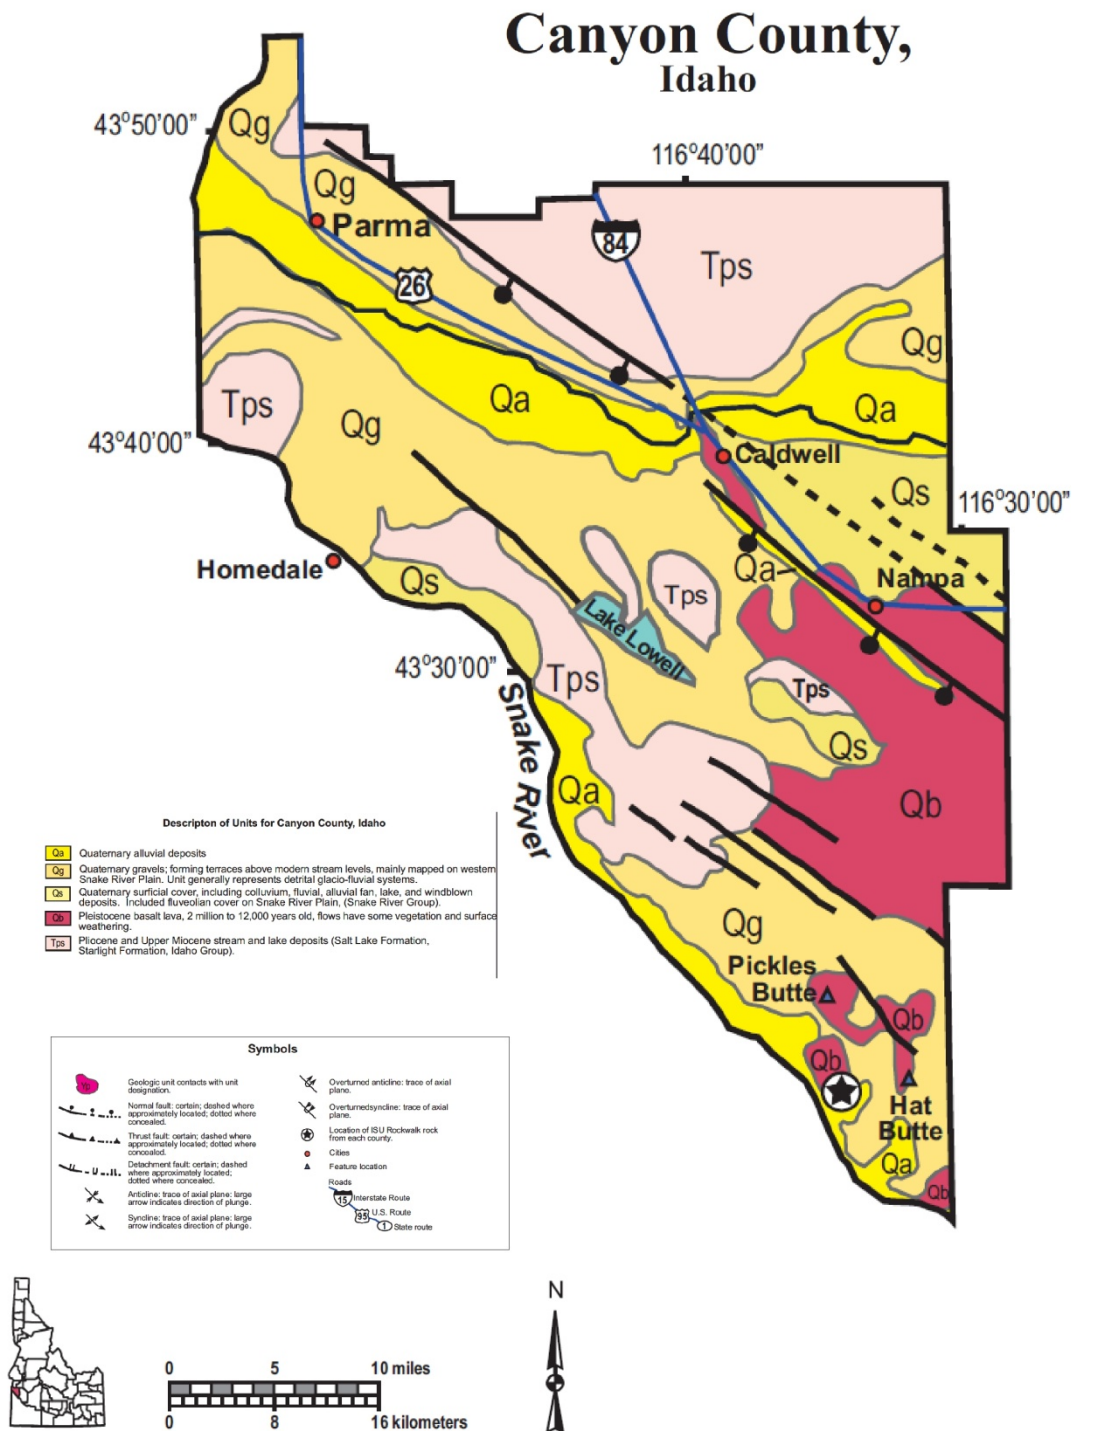 Canyon County,
Idaho
43°50’00”
116°40’00”
Qg
Qg
Parma
84
Tps
26
Qg
Qa
Qa
Tps
Qg
43°40’00”
Caldwell
Qs
116°30’00”
Homedale
Qs
Qa
Nampa
Tps
Lake Lowell
43°30’00”
Tps
Tps
Qs
Snake River
Qa
Qb
Qg
Pickles
Butte
Qb
Qb
Hat
Butte
Qa
Qb
Descripton of Units for Canyon County, Idaho
Qa Quaternary alluvial deposits
Qg Quaternary gravels; forming terraces above modern stream levels, mainly mapped on western
Snake River Plain. Unit generally represents detrital glacio-fluvial systems.
Qs Quaternary surficial cover, including colluvium, fluvial, alluvial fan, lake, and windblown
deposits. Included fluveolian cover on Snake River Plain, (Snake River Group).
Qb Pleistocene basalt lava, 2 million to 12,000 years old, flows have some vegetation and surface
weathering.
Tps Pliocene and Upper Miocene stream and lake deposits (Salt Lake Formation,
Starlight Formation, Idaho Group).
Symbols
Yp
Geologic unit contacts with unit
designation.
Normal fault: certain; dashed where
approximately located; dotted where
concealed.
Thrust fault: certain; dashed where
approximately located; dotted where
concealed.
Detachment fault: certain; dashed
where approximately located;
dotted where concealed.
Anticline: trace of axial plane: large
arrow indicates direction of plunge.
Syncline: trace of axial plane: large
arrow indicates direction of plunge.
Overturned anticline: trace of axial
plane.
Overturnedsyncline: trace of axial
plane.
Location of ISU Rockwalk rock
from each county.
Cities
Feature location
Roads
15 Interstate Route
95 U.S. Route
1 State route
N
0 5 10 miles
0 8 16 kilometers